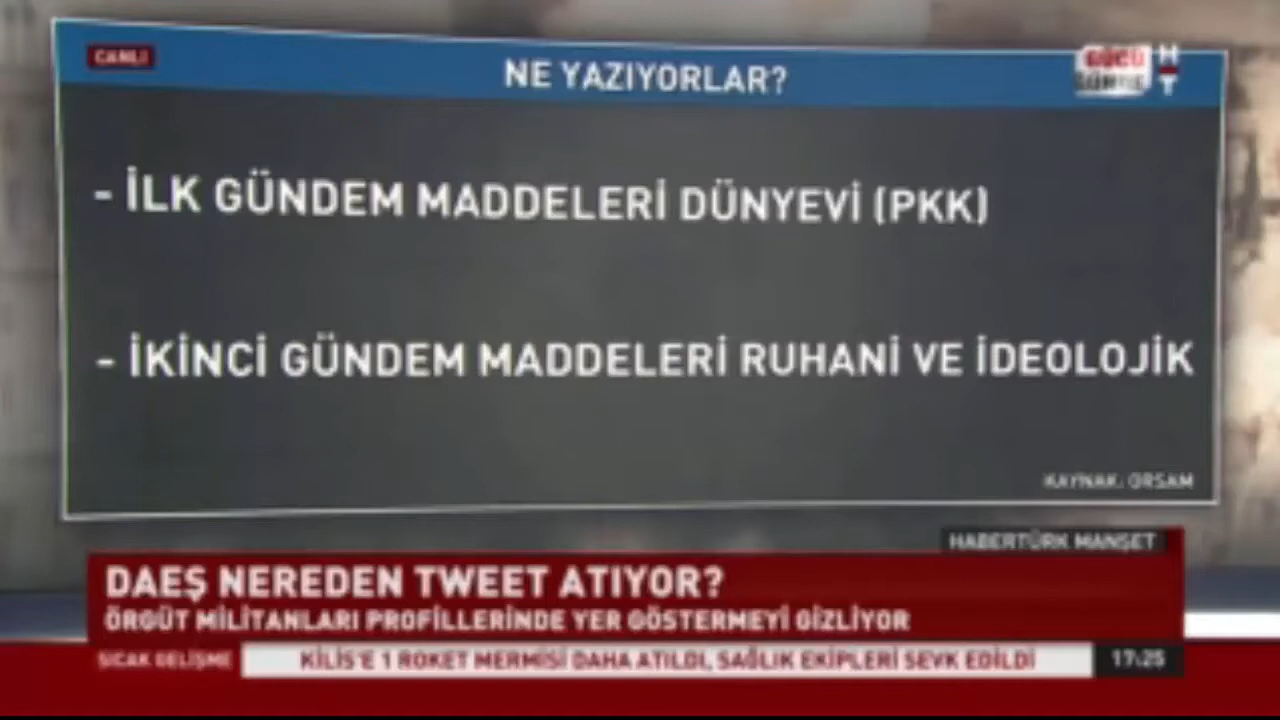 CANLI
NE YAZIYORLAR?
HT
- İLK GÜNDEM MADDELERİ DÜNYEVİ (PKK)
- İKİNCİ GÜNDEM MADDELERİ RUHANİ VE İDEOLOJİK
KAYNAK: ORSAM
HABERTÜRK MANŞET
DAEŞ NEREDEN TWEET ATIYOR?
ÖRGÜT MİLİTANLARI PROFİLLERİNDE YER GÖSTERMEYİ GİZLİYOR
SICAK GELİŞME
KİLİS'E 1 ROKET MERMİSİ DAHA ATILDI, SAĞLIK EKİPLERİ SEVK EDİLDİ
17:25